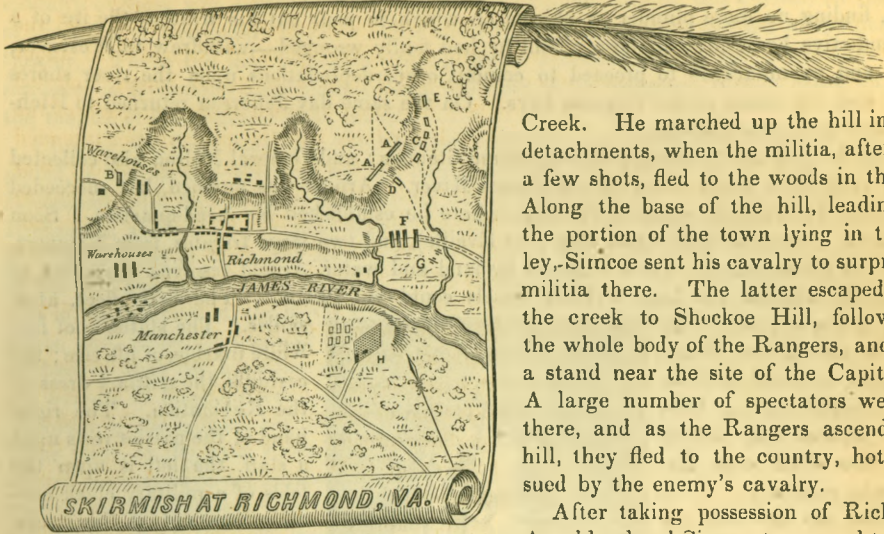 Warehouses
B
E
A
A
C
D
F
Warehouses
Richmond
G
JAMES RIVER
Manchester
H
SKIRMISH AT RICHMOND, VA.
Creek. He marched up the hill in
detachments, when the militia, after
a few shots, fled to the woods in th
Along the base of the hill, leadin
the portion of the town lying in t
ley,-Simcoe sent his cavalry to surpr
militia there. The latter escaped
the creek to Shockoe Hill, follow
the whole body of the Rangers, and
a stand near the site of the Capit
A large number of spectators we
there, and as the Rangers ascend
hill, they fled to the country, hot
sued by the enemy's cavalry.
After taking possession of Rich